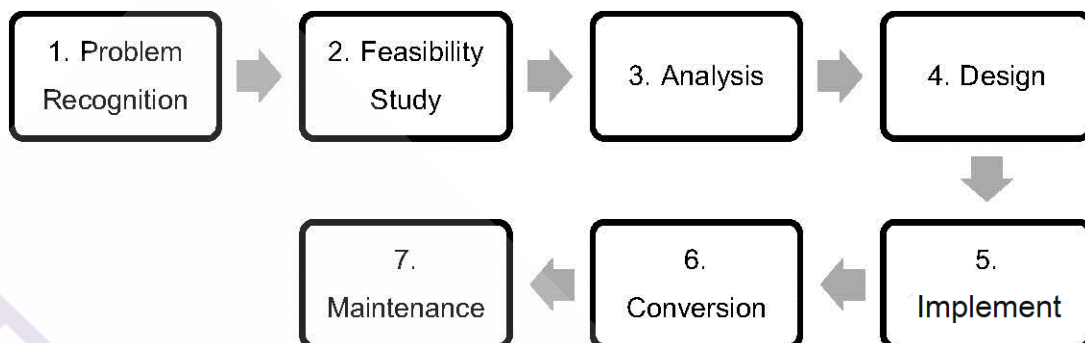 1. Problem
Recognition
2. Feasibility
Study
3. Analysis
4. Design
5.
Implement
6.
Conversion
7.
Maintenance